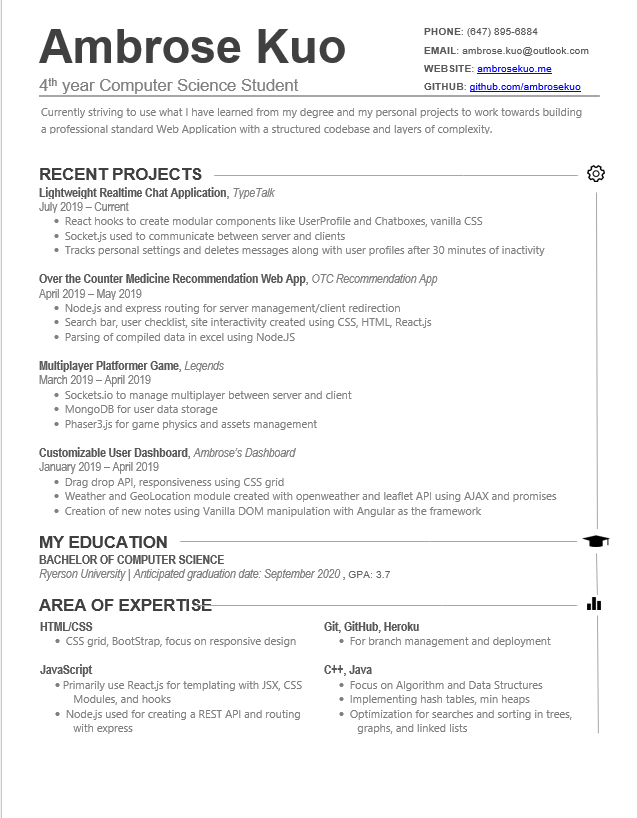 Ambrose Kuo
4th year Computer Science Student
PHONE: (647) 895-6884
EMAIL: ambrose.kuo@outlook.com
WEBSITE: ambrosekuo.me
GITHUB: github.com/ambrosekuo
Currently striving to use what I have learned from my degree and my personal projects to work towards building
a professional standard Web Application with a structured codebase and layers of complexity.
RECENT PROJECTS
Lightweight Realtime Chat Application, TypeTalk
July 2019 – Current
• React hooks to create modular components like UserProfile and Chatboxes, vanilla CSS
• Socket.js used to communicate between server and clients
• Tracks personal settings and deletes messages along with user profiles after 30 minutes of inactivity
Over the Counter Medicine Recommendation Web App, OTC Recommendation App
April 2019 – May 2019
• Node.js and express routing for server management/client redirection
• Search bar, user checklist, site interactivity created using CSS, HTML, React.js
• Parsing of compiled data in excel using NodeJS
Multiplayer Platformer Game, Legends
March 2019 – April 2019
• Sockets.io to manage multiplayer between server and client
• MongoDB for user data storage
• Phaser3.js for game physics and assets management
Customizable User Dashboard, Ambrose's Dashboard
January 2019 – April 2019
• Drag drop API, responsiveness using CSS grid
• Weather and GeoLocation module created with openweather and leaflet API using AJAX and promises
• Creation of new notes using Vanilla DOM manipulation with Angular as the framework
MY EDUCATION
BACHELOR OF COMPUTER SCIENCE
Ryerson University | Anticipated graduation date: September 2020 , GPA: 3.7
AREA OF EXPERTISE
HTML/CSS
• CSS grid, BootStrap, focus on responsive design
JavaScript
• Primarily use React.js for templating with JSX, CSS
Modules, and hooks
• Node.js used for creating a REST API and routing
with express
Git, GitHub, Heroku
• For branch management and deployment
C++, Java
• Focus on Algorithm and Data Structures
• Implementing hash tables, min heaps
• Optimization for searches and sorting in trees,
graphs, and linked lists